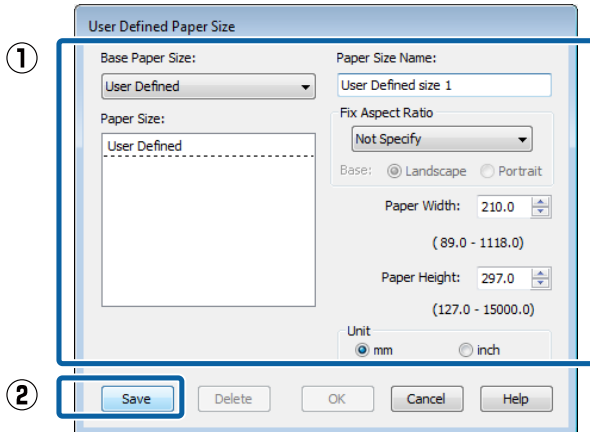 User Defined Paper Size
①
Base Paper Size:
User Defined
Paper Size:
User Defined
Paper Size Name:
User Defined size 1
Fix Aspect Ratio
Not Specify
Base: Landscape Portrait
Paper Width: 210.0
( 89.0 - 1118.0)
Paper Height: 297.0
(127.0 - 15000.0)
Unit
mm inch
②
Save Delete OK Cancel Help